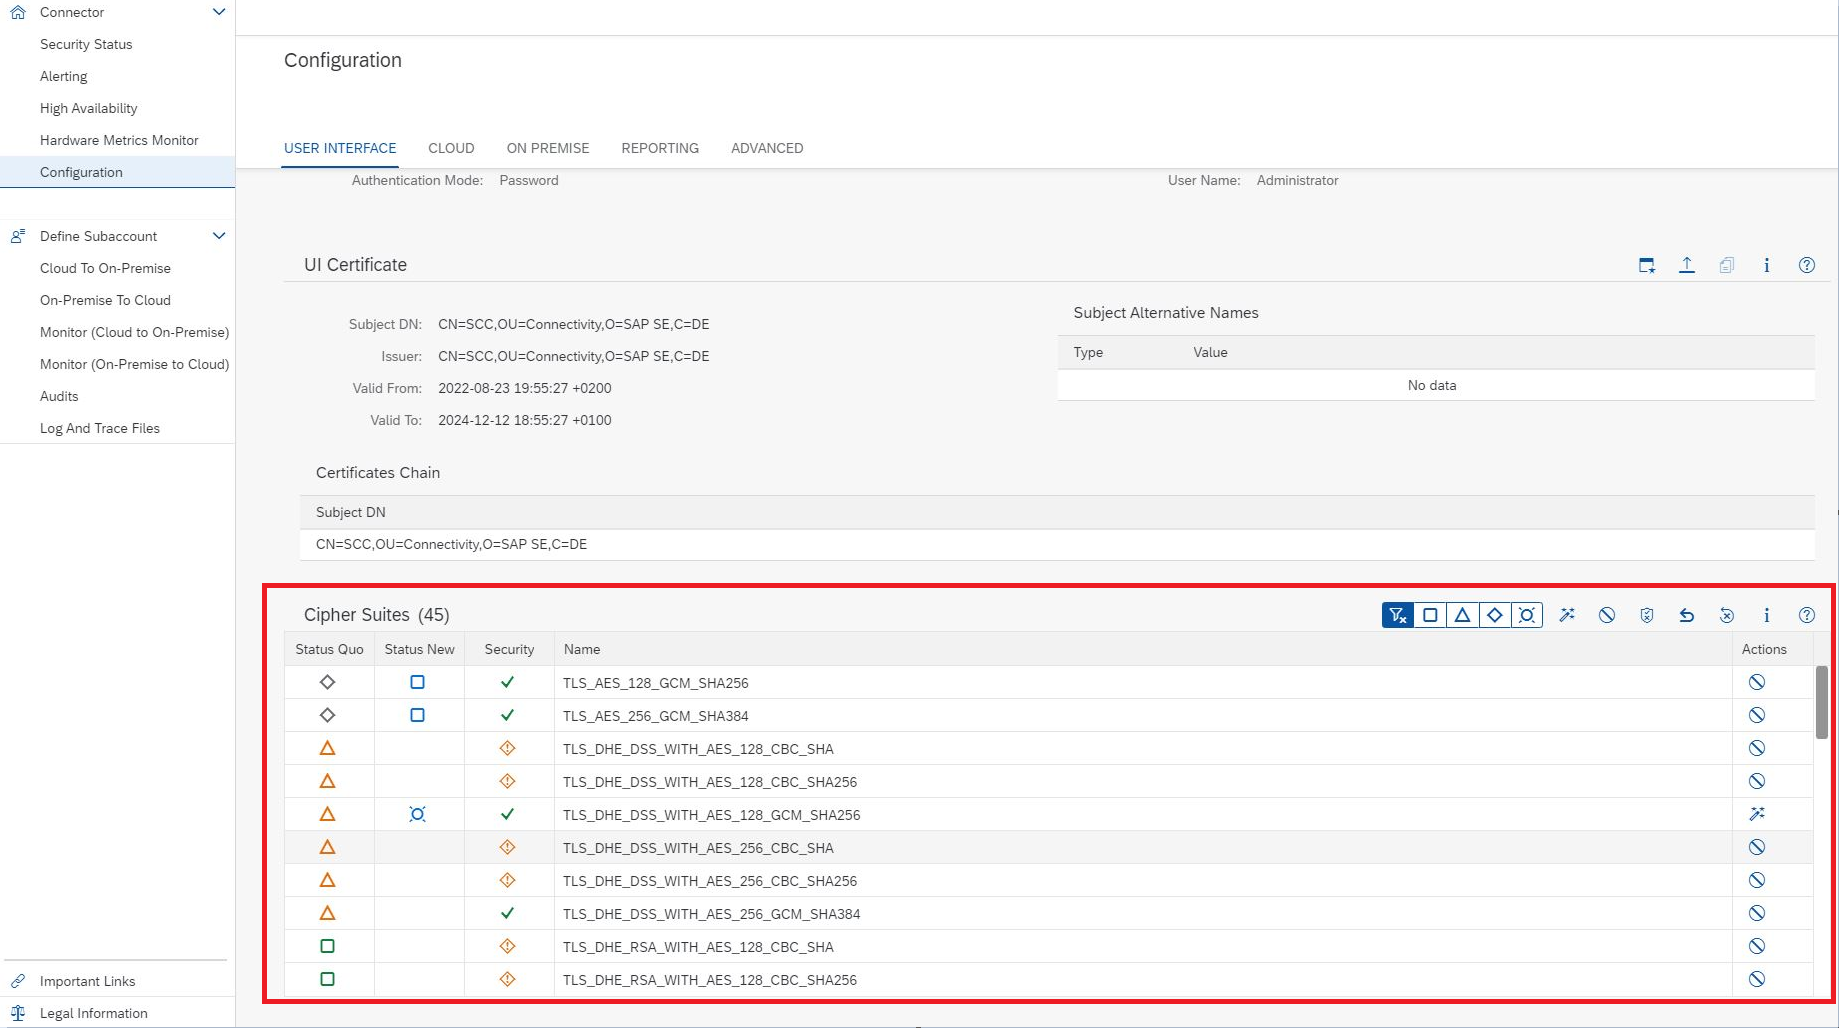 Connector
Security Status
Alerting
High Availability
Hardware Metrics Monitor
Configuration
Define Subaccount
Cloud To On-Premise
On-Premise To Cloud
Monitor (Cloud to On-Premise)
Monitor (On-Premise to Cloud)
Audits
Log And Trace Files
Important Links
Legal Information
Configuration
USER INTERFACE CLOUD ON PREMISE REPORTING ADVANCED
Authentication Mode: Password User Name: Administrator
UI Certificate
Subject DN: CN=SCC,OU=Connectivity,O=SAP SE,C=DE
Issuer: CN=SCC,OU=Connectivity,O=SAP SE,C=DE
Valid From: 2022-08-23 19:55:27 +0200
Valid To: 2024-12-12 18:55:27 +0100
Subject Alternative Names
Type Value
No data
Certificates Chain
Subject DN
CN=SCC,OU=Connectivity,O=SAP SE,C=DE
Cipher Suites (45)
Status Quo Status New Security Name Actions
TLS_AES_128_GCM_SHA256
TLS_AES_256_GCM_SHA384
TLS_DHE_DSS_WITH_AES_128_CBC_SHA
TLS_DHE_DSS_WITH_AES_128_CBC_SHA256
TLS_DHE_DSS_WITH_AES_128_GCM_SHA256
TLS_DHE_DSS_WITH_AES_256_CBC_SHA
TLS_DHE_DSS_WITH_AES_256_CBC_SHA256
TLS_DHE_DSS_WITH_AES_256_GCM_SHA384
TLS_DHE_RSA_WITH_AES_128_CBC_SHA
TLS_DHE_RSA_WITH_AES_128_CBC_SHA256